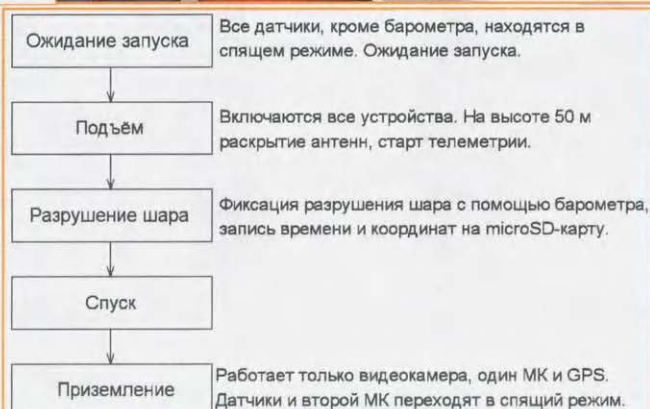 Ожидание запуска
Все датчики, кроме барометра, находятся в
спящем режиме. Ожидание запуска.
Подъём
Включаются все устройства. На высоте 50 м
раскрытие антенн, старт телеметрии.
Разрушение шара
Фиксация разрушения шара с помощью барометра,
запись времени и координат на microSD-карту.
Спуск
Приземление
Работает только видеокамера, один МК и GPS.
Датчики и второй МК переходят в спящий режим.